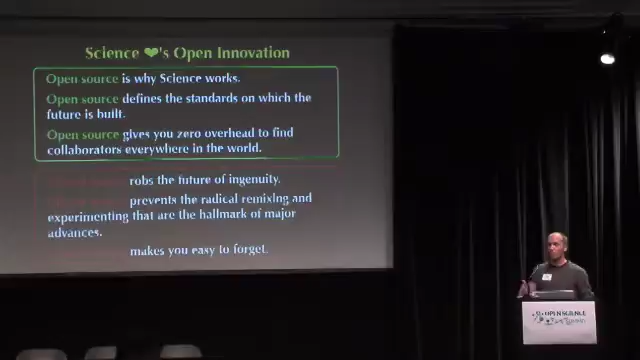 Science ❤'s Open Innovation
Open source is why Science works.
Open source defines the standards on which the
future is built.
Open source gives you zero overhead to find
collaborators everywhere in the world.
robs the future of ingenuity.
prevents the radical remixing and
experimenting that are the hallmark of major
advances.
makes you easy to forget.
OPEN SCIENCE